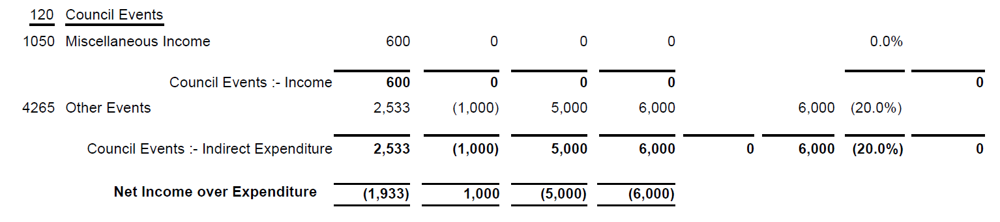 120 Council Events
1050 Miscellaneous Income 600 0 0 0 0.0%
Council Events :- Income 600 0 0 0 0
4265 Other Events 2,533 (1,000) 5,000 6,000 6,000 (20.0%)
Council Events :- Indirect Expenditure 2,533 (1,000) 5,000 6,000 0 6,000 (20.0%) 0
Net Income over Expenditure (1,933) 1,000 (5,000) (6,000)